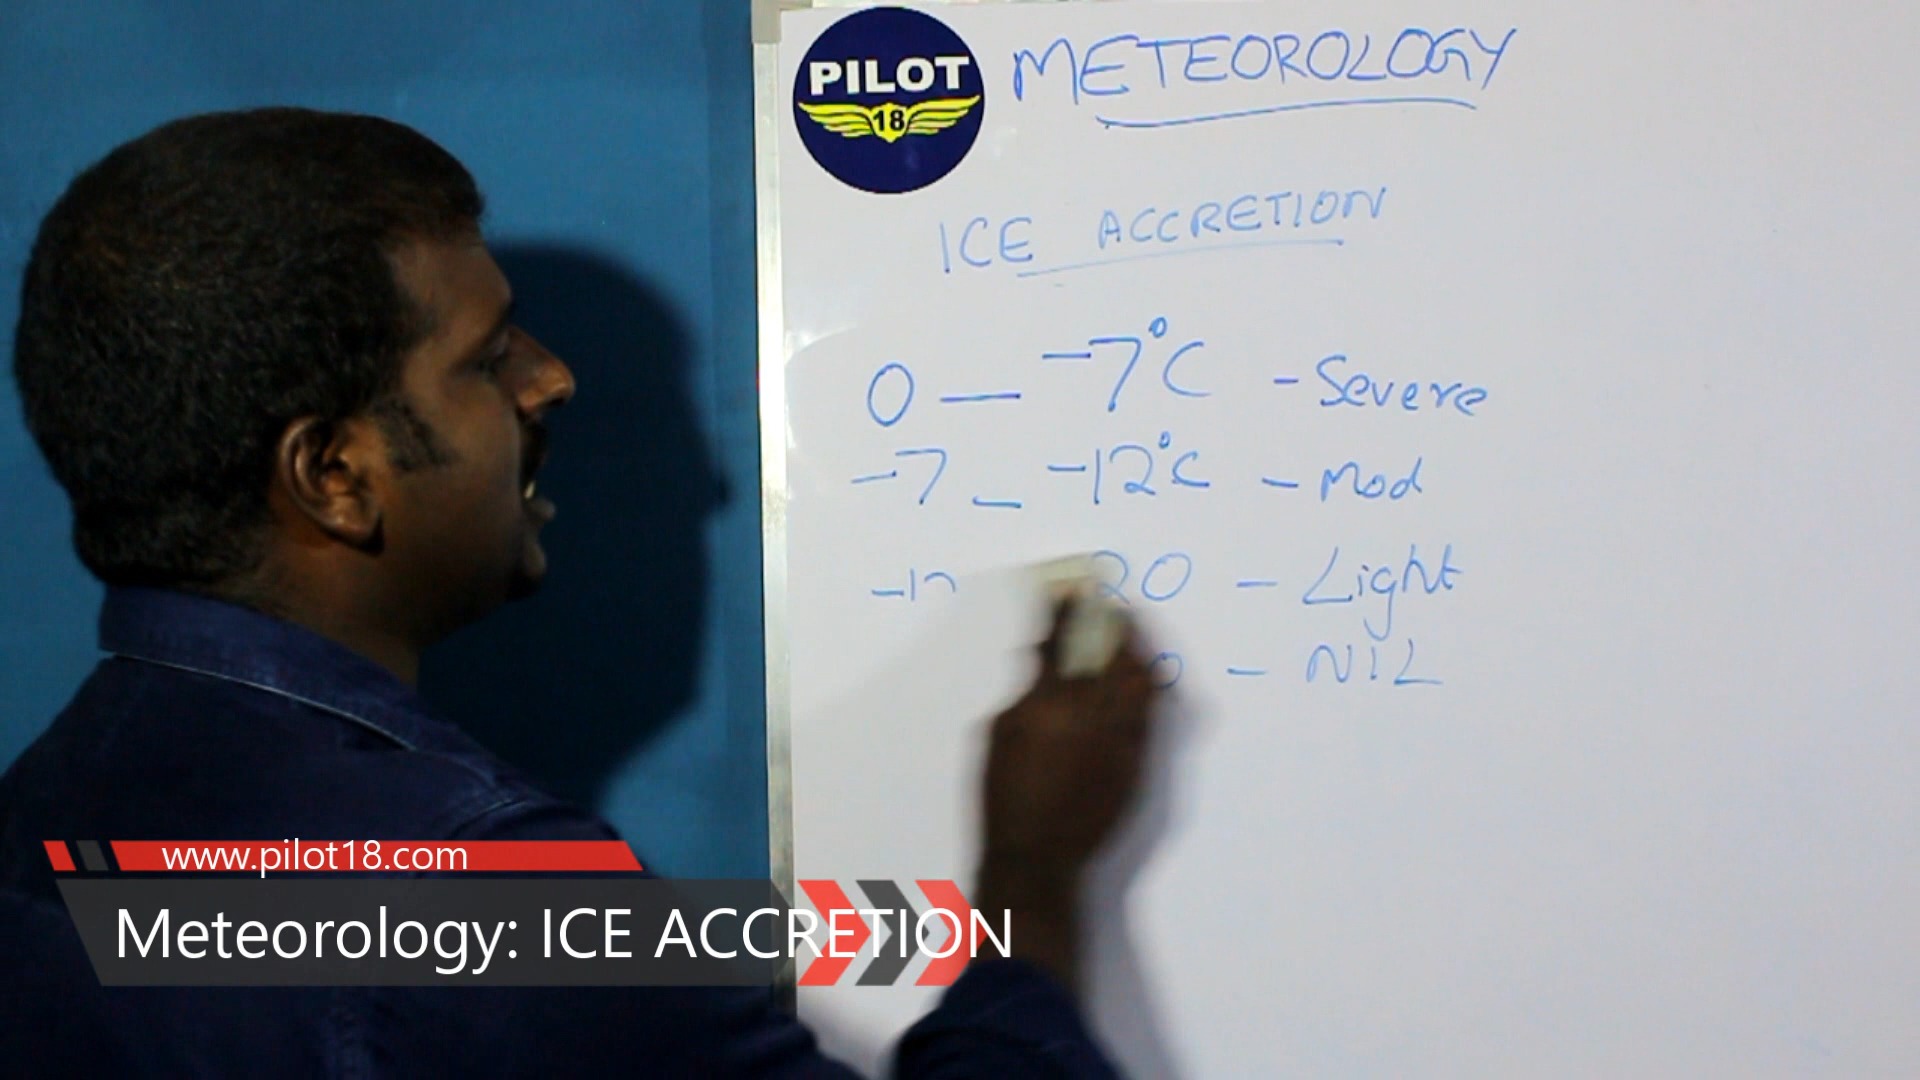 PILOT
18
METEOROLOGY
ICE ACCRETION
0 — -7°C - Severe
-7 - -12°C - Mod
20 - Light
- NIL
www.pilot18.com
Meteorology: ICE ACCRETION